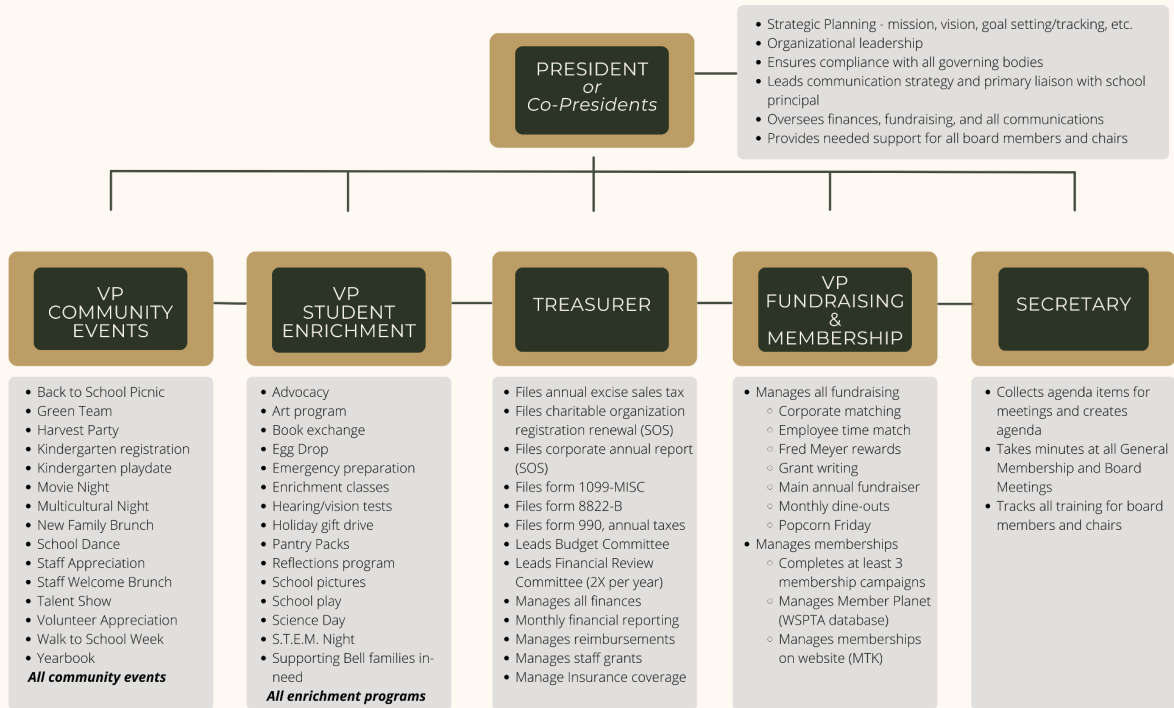 PRESIDENT
or
Co-Presidents
• Strategic Planning - mission, vision, goal setting/tracking, etc.
• Organizational leadership
• Ensures compliance with all governing bodies
• Leads communication strategy and primary liaison with school
principal
• Oversees finances, fundraising, and all communications
• Provides needed support for all board members and chairs
VP
COMMUNITY
EVENTS
• Back to School Picnic
• Green Team
• Harvest Party
• Kindergarten registration
• Kindergarten playdate
• Movie Night
• Multicultural Night
• New Family Brunch
• School Dance
• Staff Appreciation
• Staff Welcome Brunch
• Talent Show
• Volunteer Appreciation
• Walk to School Week
• Yearbook
All community events
VP
STUDENT
ENRICHMENT
• Advocacy
• Art program
• Book exchange
• Egg Drop
• Emergency preparation
• Enrichment classes
• Hearing/vision tests
• Holiday gift drive
• Pantry Packs
• Reflections program
• School pictures
• School play
• Science Day
• S.T.E.M. Night
• Supporting Bell families in-
need
All enrichment programs
TREASURER
• Files annual excise sales tax
• Files charitable organization
registration renewal (SOS)
• Files corporate annual report
(SOS)
• Files form 1099-MISC
• Files form 8822-B
• Files form 990, annual taxes
• Leads Budget Committee
• Leads Financial Review
Committee (2X per year)
• Manages all finances
• Monthly financial reporting
• Manages reimbursements
• Manages staff grants
• Manage Insurance coverage
VP
FUNDRAISING
&
MEMBERSHIP
• Manages all fundraising
○ Corporate matching
○ Employee time match
○ Fred Meyer rewards
○ Grant writing
○ Main annual fundraiser
○ Monthly dine-outs
○ Popcorn Friday
• Manages memberships
○ Completes at least 3
membership campaigns
○ Manages Member Planet
(WSPTA database)
○ Manages memberships
on website (MTK)
SECRETARY
• Collects agenda items for
meetings and creates
agenda
• Takes minutes at all General
Membership and Board
Meetings
• Tracks all training for board
members and chairs